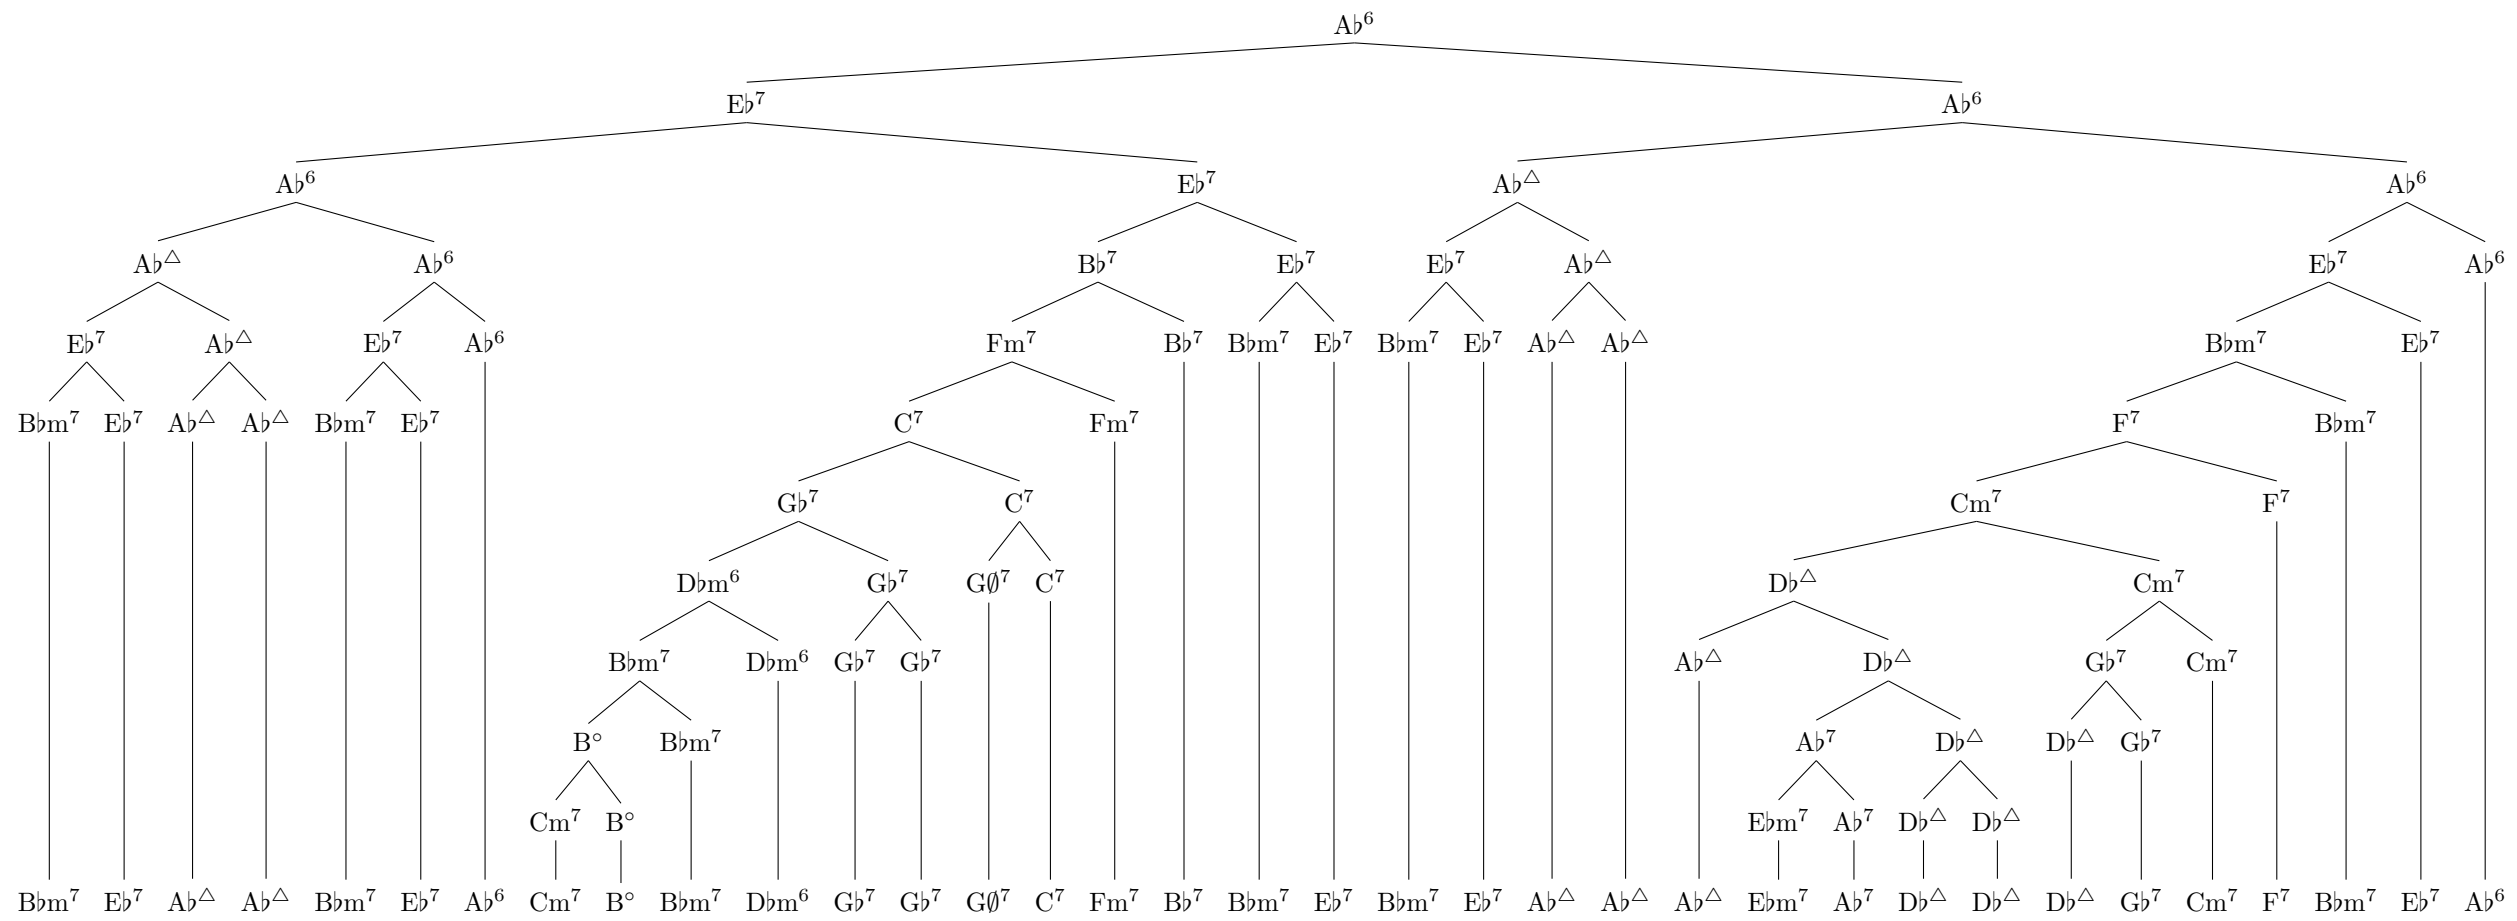 A♭⁶
E♭⁷ A♭⁶
A♭⁶ E♭⁷ A♭△ A♭⁶
A♭△ A♭⁶ B♭⁷ E♭⁷ E♭⁷ A♭△ E♭⁷ A♭⁶
E♭⁷ A♭△ E♭⁷ A♭⁶ Fm⁷ B♭⁷ B♭m⁷ E♭⁷ B♭m⁷ E♭⁷ A♭△ A♭△ B♭m⁷ E♭⁷
B♭m⁷ E♭⁷ A♭△ A♭△ B♭m⁷ E♭⁷ C⁷ Fm⁷ F⁷ B♭m⁷
G♭⁷ C⁷ Cm⁷ F⁷
D♭m⁶ G♭⁷ G∅⁷ C⁷ D♭△ Cm⁷
B♭m⁷ D♭m⁶ G♭⁷ G♭⁷ A♭△ D♭△ G♭⁷ Cm⁷
B° B♭m⁷ A♭⁷ D♭△ D♭△ G♭⁷
Cm⁷ B° E♭m⁷ A♭⁷ D♭△ D♭△
B♭m⁷ E♭⁷ A♭△ A♭△ B♭m⁷ E♭⁷ A♭⁶ Cm⁷ B° B♭m⁷ D♭m⁶ G♭⁷ G♭⁷ G∅⁷ C⁷ Fm⁷ B♭⁷ B♭m⁷ E♭⁷ B♭m⁷ E♭⁷ A♭△ A♭△ A♭△ E♭m⁷ A♭⁷ D♭△ D♭△ D♭△ G♭⁷ Cm⁷ F⁷ B♭m⁷ E♭⁷ A♭⁶